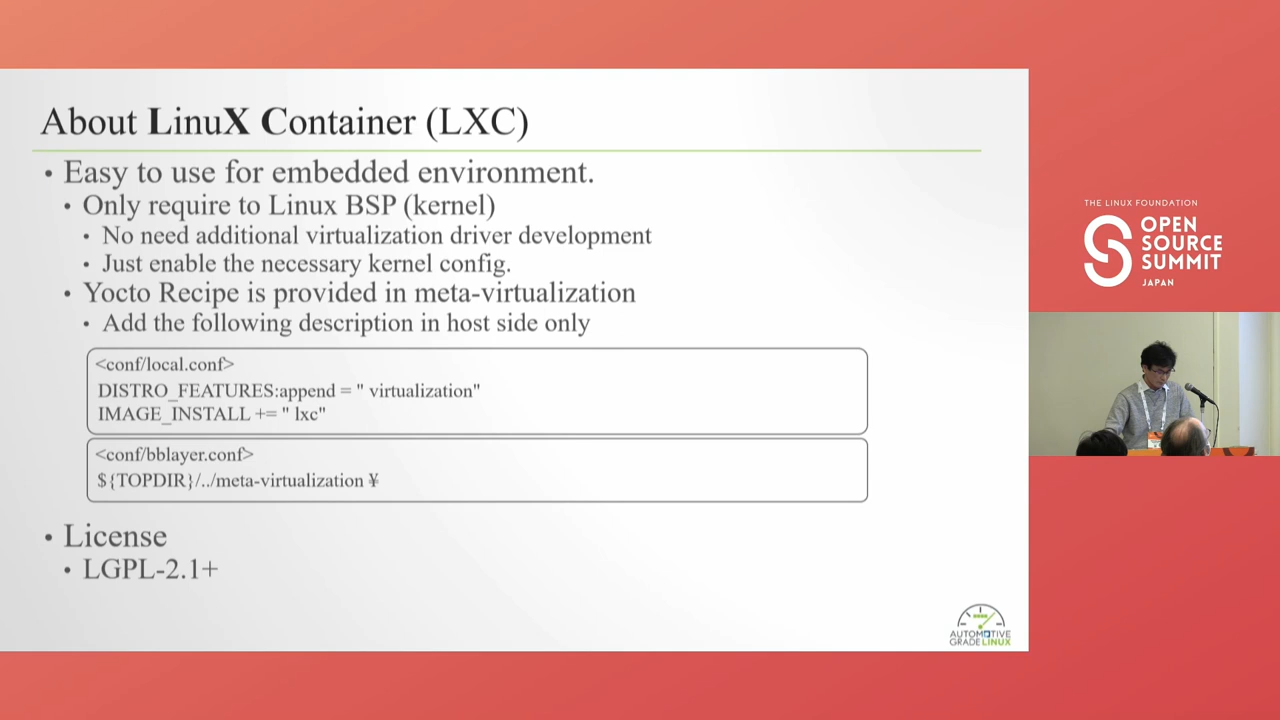 About LinuX Container (LXC)
• Easy to use for embedded environment.
• Only require to Linux BSP (kernel)
• No need additional virtualization driver development
• Just enable the necessary kernel config.
• Yocto Recipe is provided in meta-virtualization
• Add the following description in host side only
<conf/local.conf>
DISTRO_FEATURES:append = " virtualization"
IMAGE_INSTALL += " lxc"
<conf/bblayer.conf>
${TOPDIR}/../meta-virtualization ¥
• License
• LGPL-2.1+
AUTOMOTIVE
GRADE LINUX
THE LINUX FOUNDATION
OPEN
SOURCE
SUMMIT
JAPAN